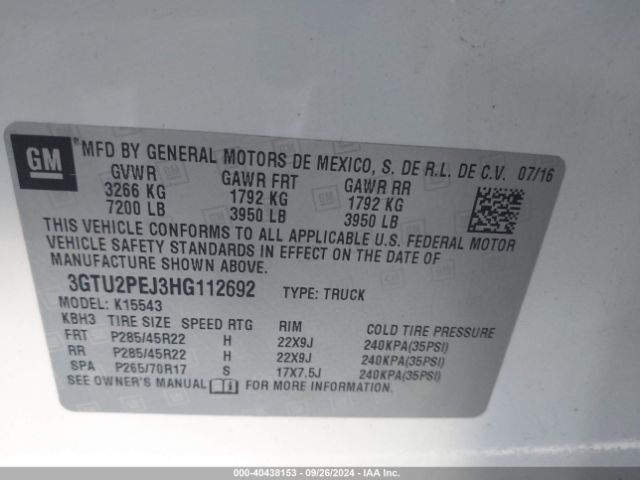 GM
MFD BY GENERAL MOTORS DE MEXICO, S. DE R.L. DE C.V. 07/16
GVWR GAWR FRT GAWR RR
3266 KG 1792 KG 1792 KG
7200 LB 3950 LB 3950 LB
THIS VEHICLE CONFORMS TO ALL APPLICABLE U.S. FEDERAL MOTOR
VEHICLE SAFETY STANDARDS IN EFFECT ON THE DATE OF
MANUFACTURE SHOWN ABOVE.
3GTU2PEJ3HG112692 TYPE: TRUCK
MODEL: K15543
KBH3 TIRE SIZE SPEED RTG RIM COLD TIRE PRESSURE
FRT P285/45R22 H 22X9J 240KPA(35PSI)
RR P285/45R22 H 22X9J 240KPA(35PSI)
SPA P265/70R17 S 17X7.5J 240KPA(35PSI)
SEE OWNER'S MANUAL FOR MORE INFORMATION.
000-40438153 - 09/26/2024 - IAAI.COM